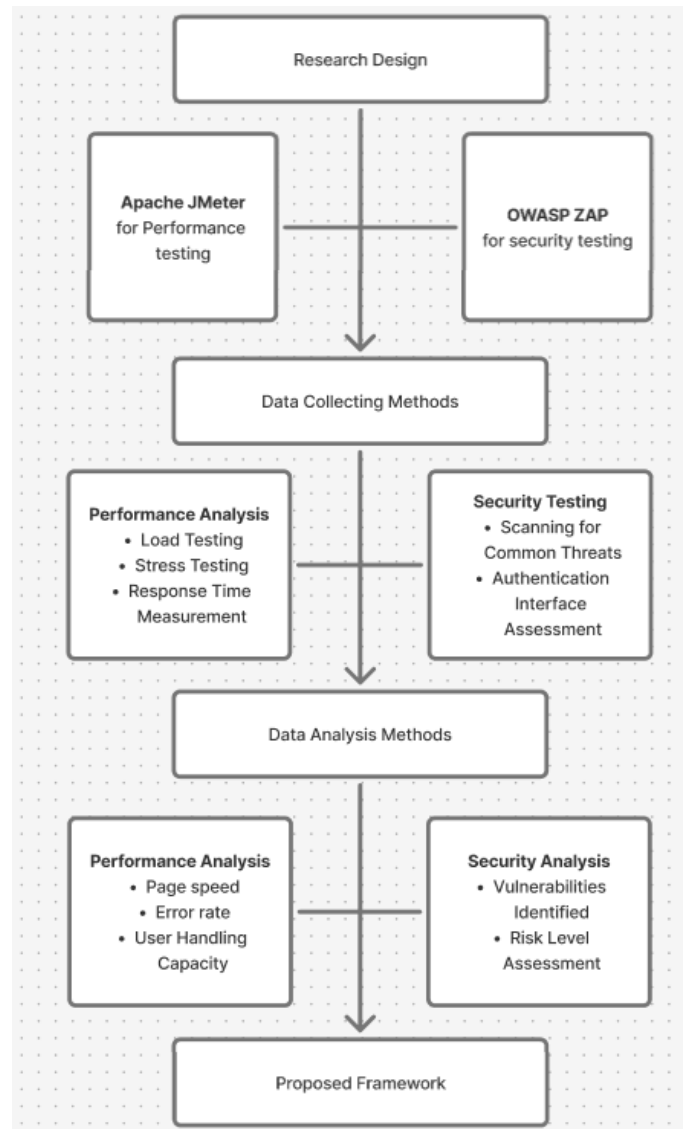 Research Design
Apache JMeter
for Performance
testing
OWASP ZAP
for security testing
Data Collecting Methods
Performance Analysis
• Load Testing
• Stress Testing
• Response Time
Measurement
Security Testing
• Scanning for
Common Threats
• Authentication
Interface
Assessment
Data Analysis Methods
Performance Analysis
• Page speed
• Error rate
• User Handling
Capacity
Security Analysis
• Vulnerabilities
Identified
• Risk Level
Assessment
Proposed Framework